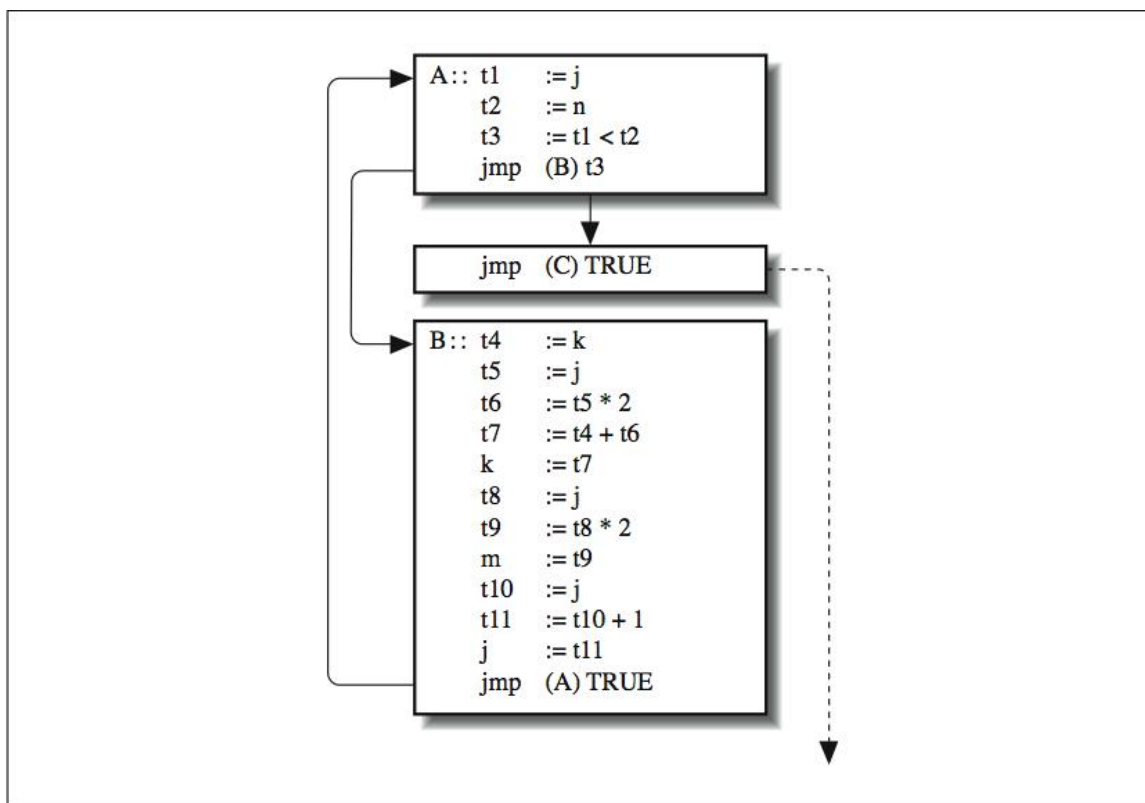 A:: t1 := j
t2 := n
t3 := t1 < t2
jmp (B) t3
jmp (C) TRUE
B:: t4 := k
t5 := j
t6 := t5 * 2
t7 := t4 + t6
k := t7
t8 := j
t9 := t8 * 2
m := t9
t10 := j
t11 := t10 + 1
j := t11
jmp (A) TRUE